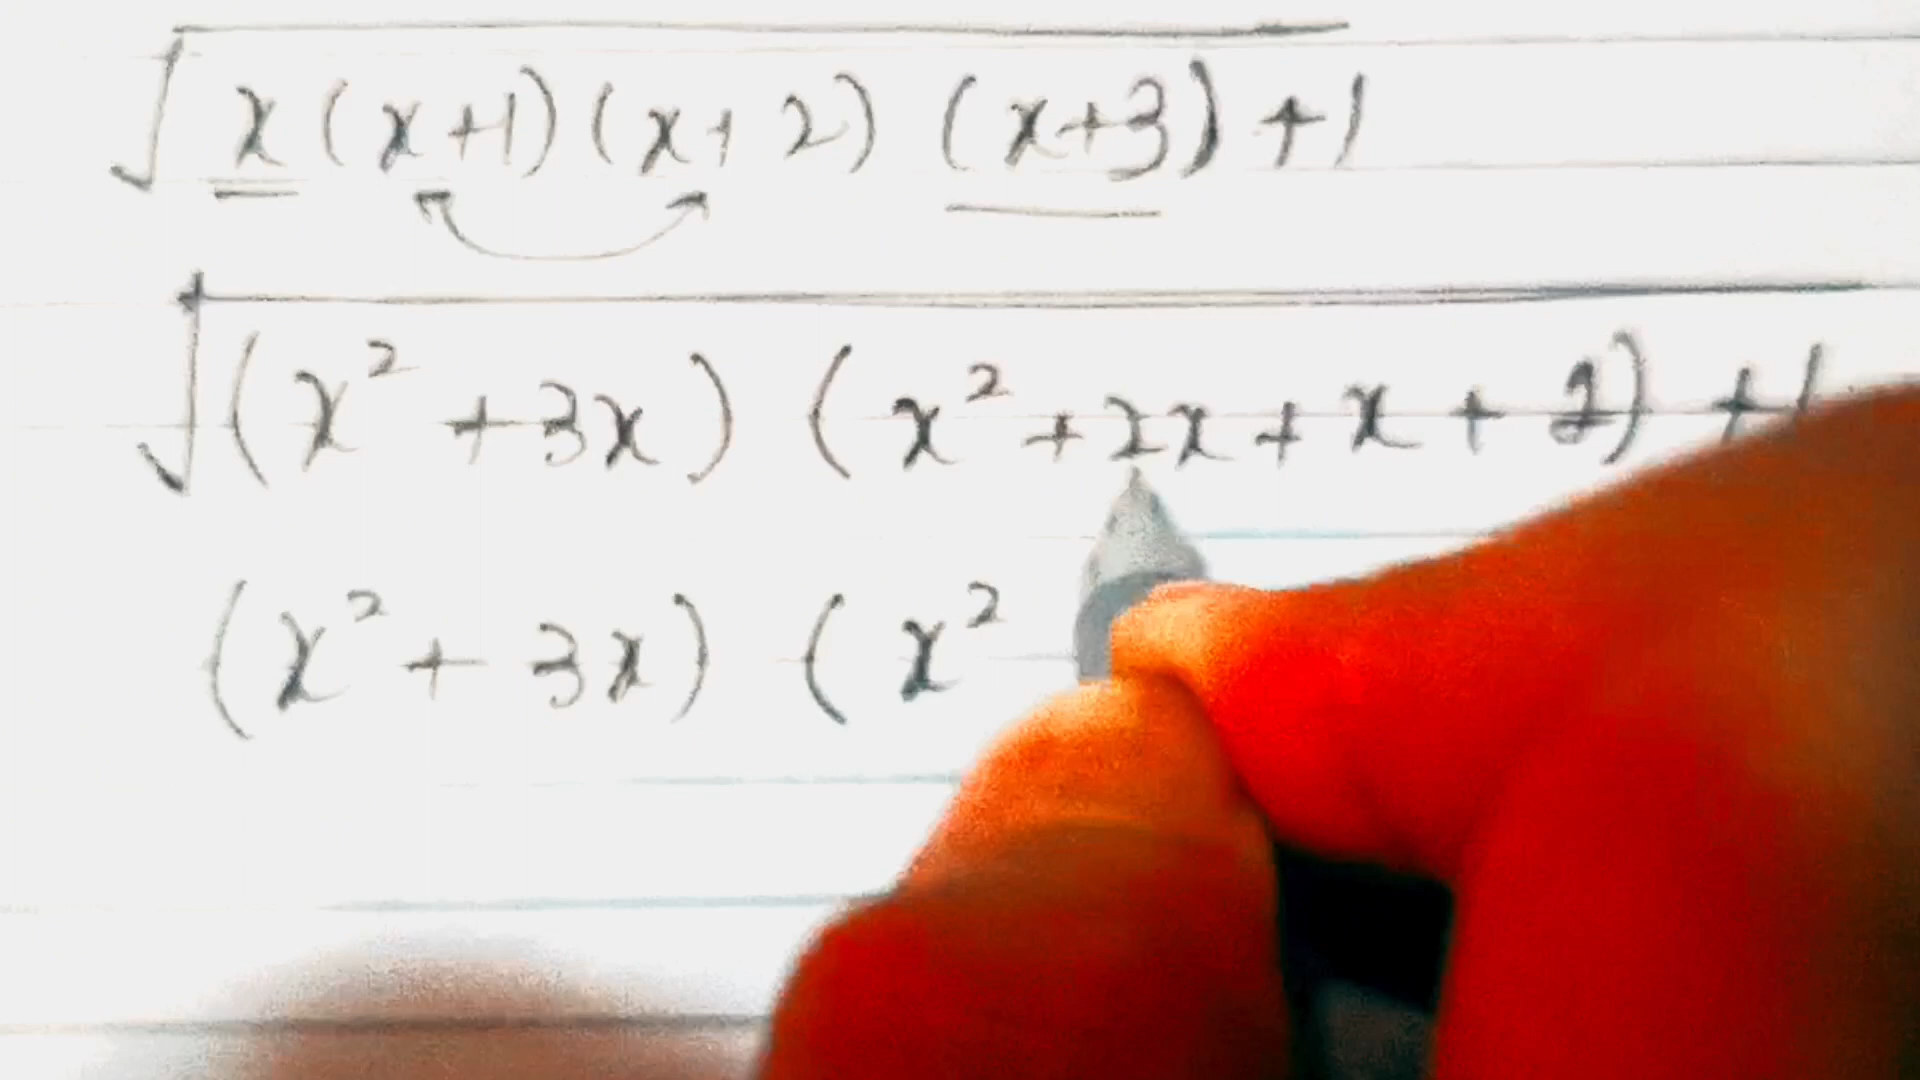 √x(x+1)(x+2)(x+3)+1
√(x²+3x)(x²+2x+x+2)+1
(x²+3x)(x²